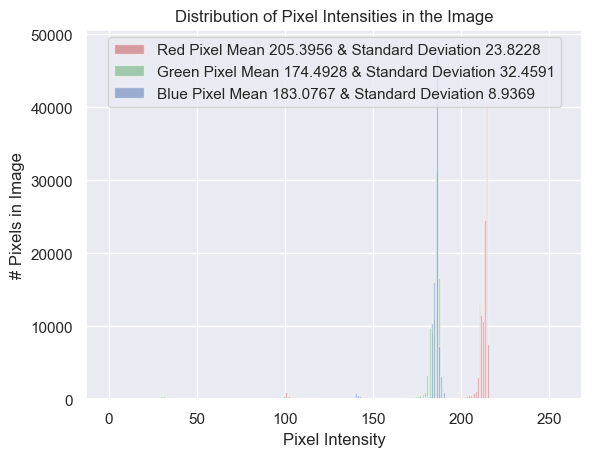 Distribution of Pixel Intensities in the Image
50000
Red Pixel Mean 205.3956 & Standard Deviation 23.8228
Green Pixel Mean 174.4928 & Standard Deviation 32.4591
Blue Pixel Mean 183.0767 & Standard Deviation 8.9369
40000
30000
20000
10000
0
# Pixels in Image
0 50 100 150 200 250
Pixel Intensity